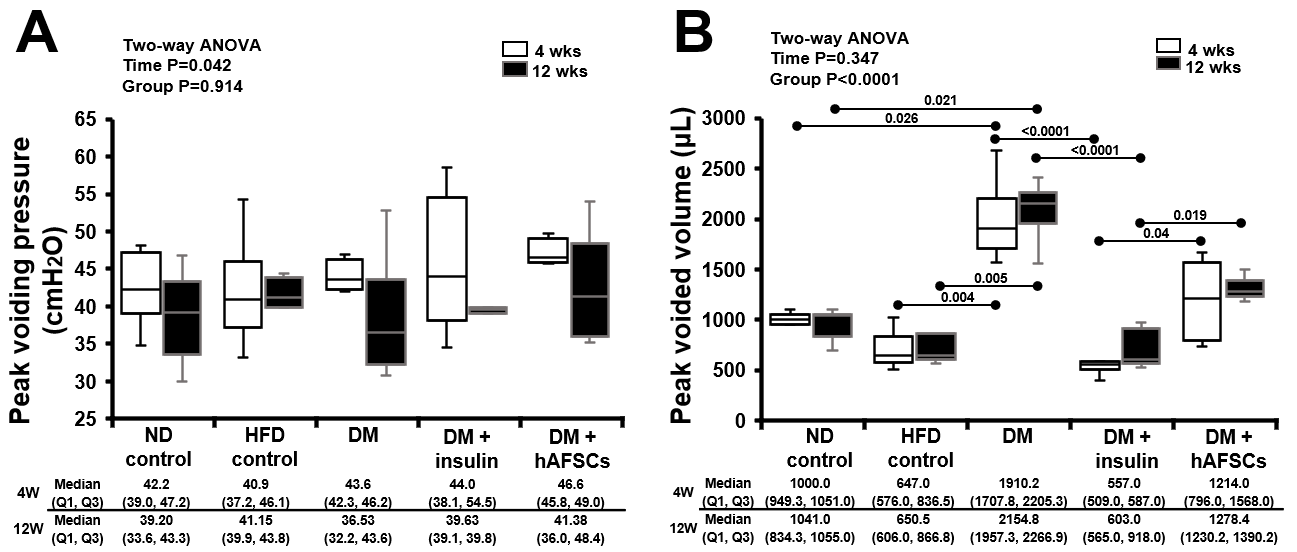 A
Two-way ANOVA
Time P=0.042
Group P=0.914
4 wks
12 wks
Peak voiding pressure
(cmH2O)
65
60
55
50
45
40
35
30
25
ND control
HFD control
DM
DM + insulin
DM + hAFSCs
4W
Median 42.2 40.9 43.6 44.0 46.6
(Q1, Q3) (39.0, 47.2) (37.2, 46.1) (42.3, 46.2) (38.1, 54.5) (45.8, 49.0)
12W
Median 39.20 41.15 36.53 39.63 41.38
(Q1, Q3) (33.6, 43.3) (39.9, 43.8) (32.2, 43.6) (39.1, 39.8) (36.0, 48.4)
B
Two-way ANOVA
Time P=0.347
Group P<0.0001
4 wks
12 wks
Peak voided volume (µL)
3000
2500
2000
1500
1000
500
0
0.021
0.026
<0.0001
<0.0001
0.019
0.04
0.005
0.004
ND control
HFD control
DM
DM + insulin
DM + hAFSCs
4W
Median 1000.0 647.0 1910.2 557.0 1214.0
(Q1, Q3) (949.3, 1051.0) (576.0, 836.5) (1707.8, 2205.3) (509.0, 587.0) (796.0, 1568.0)
12W
Median 1041.0 650.5 2154.8 603.0 1278.4
(Q1, Q3) (834.3, 1055.0) (606.0, 866.8) (1957.3, 2266.9) (565.0, 918.0) (1230.2, 1390.2)